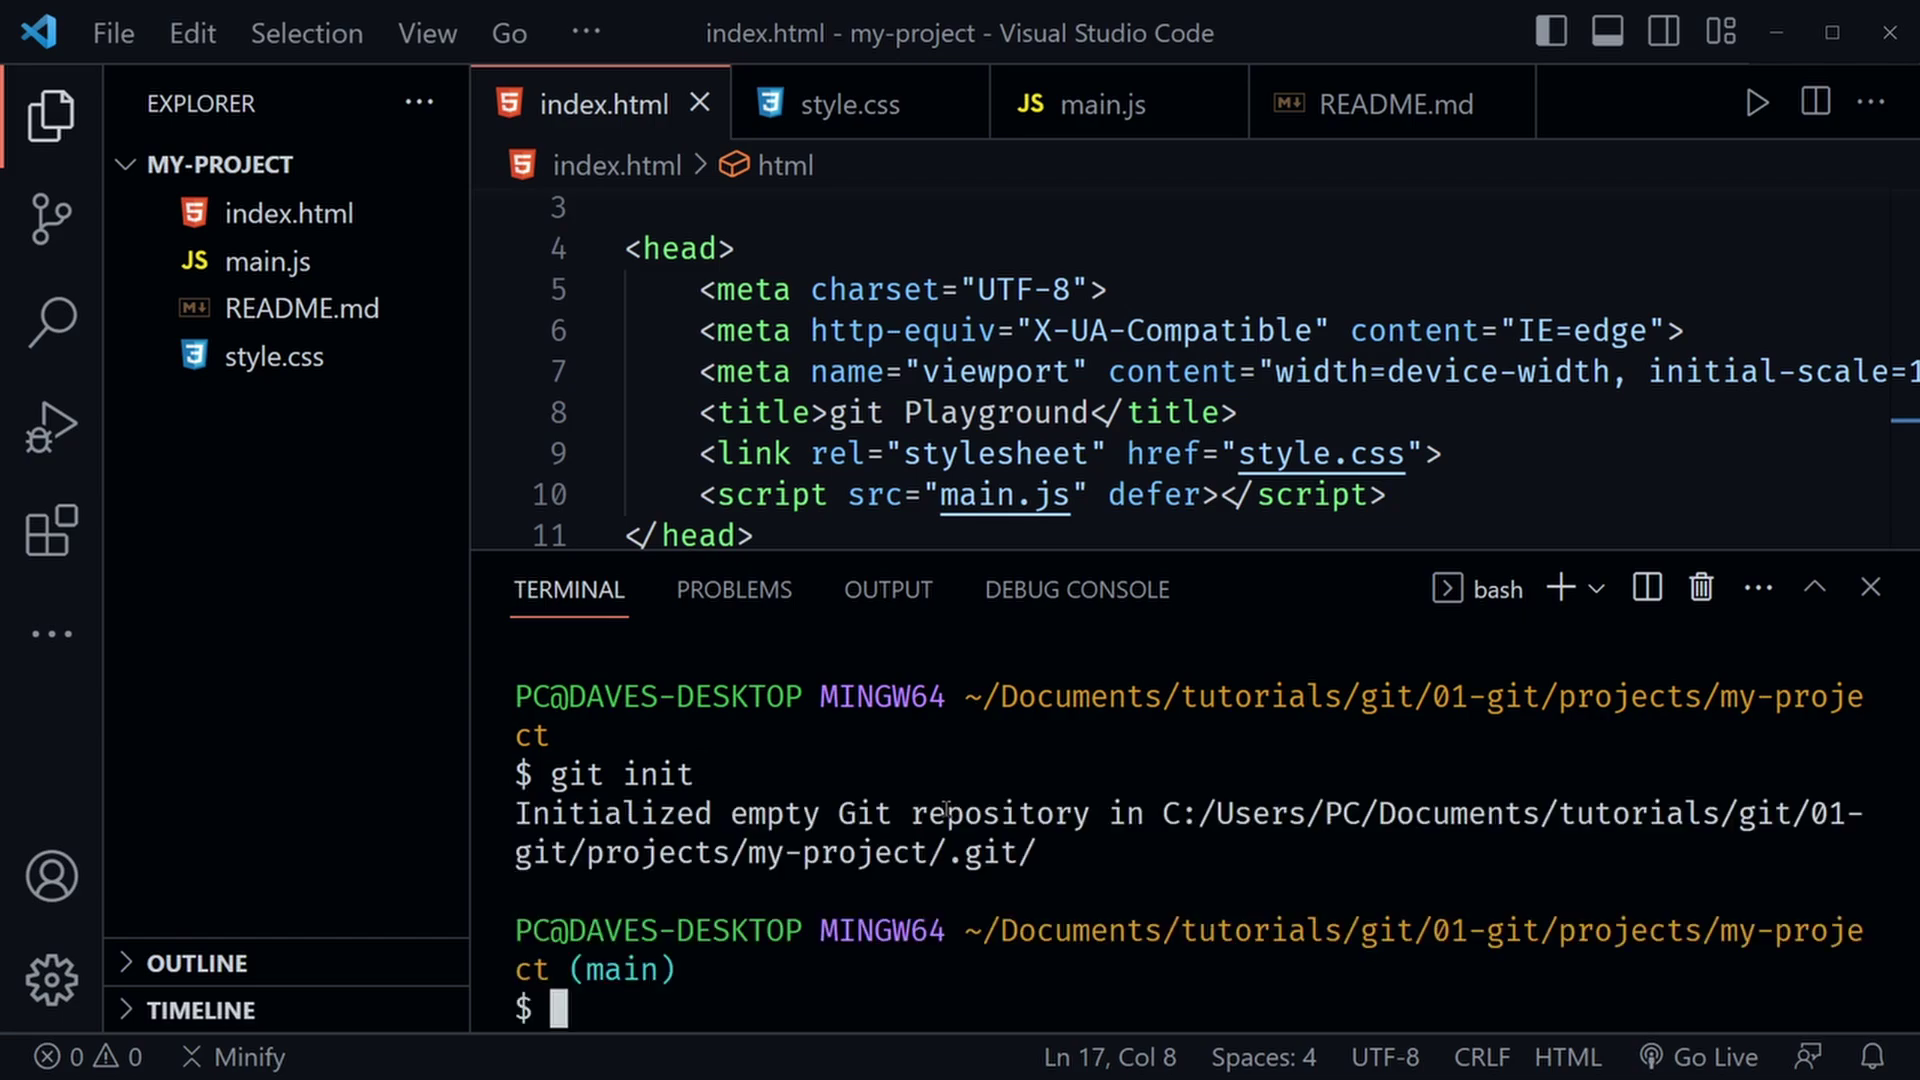 File Edit Selection View Go ··· index.html - my-project - Visual Studio Code
EXPLORER ···
MY-PROJECT
index.html
JS main.js
README.md
style.css
OUTLINE
TIMELINE
index.html style.css JS main.js README.md
index.html > html
3
4 <head>
5 <meta charset="UTF-8">
6 <meta http-equiv="X-UA-Compatible" content="IE=edge">
7 <meta name="viewport" content="width=device-width, initial-scale=1
8 <title>git Playground</title>
9 <link rel="stylesheet" href="style.css">
10 <script src="main.js" defer></script>
11 </head>
TERMINAL PROBLEMS OUTPUT DEBUG CONSOLE bash
PC@DAVES-DESKTOP MINGW64 ~/Documents/tutorials/git/01-git/projects/my-proje
ct
$ git init
Initialized empty Git repository in C:/Users/PC/Documents/tutorials/git/01-
git/projects/my-project/.git/
PC@DAVES-DESKTOP MINGW64 ~/Documents/tutorials/git/01-git/projects/my-proje
ct (main)
$
0 0 Minify Ln 17, Col 8 Spaces: 4 UTF-8 CRLF HTML Go Live